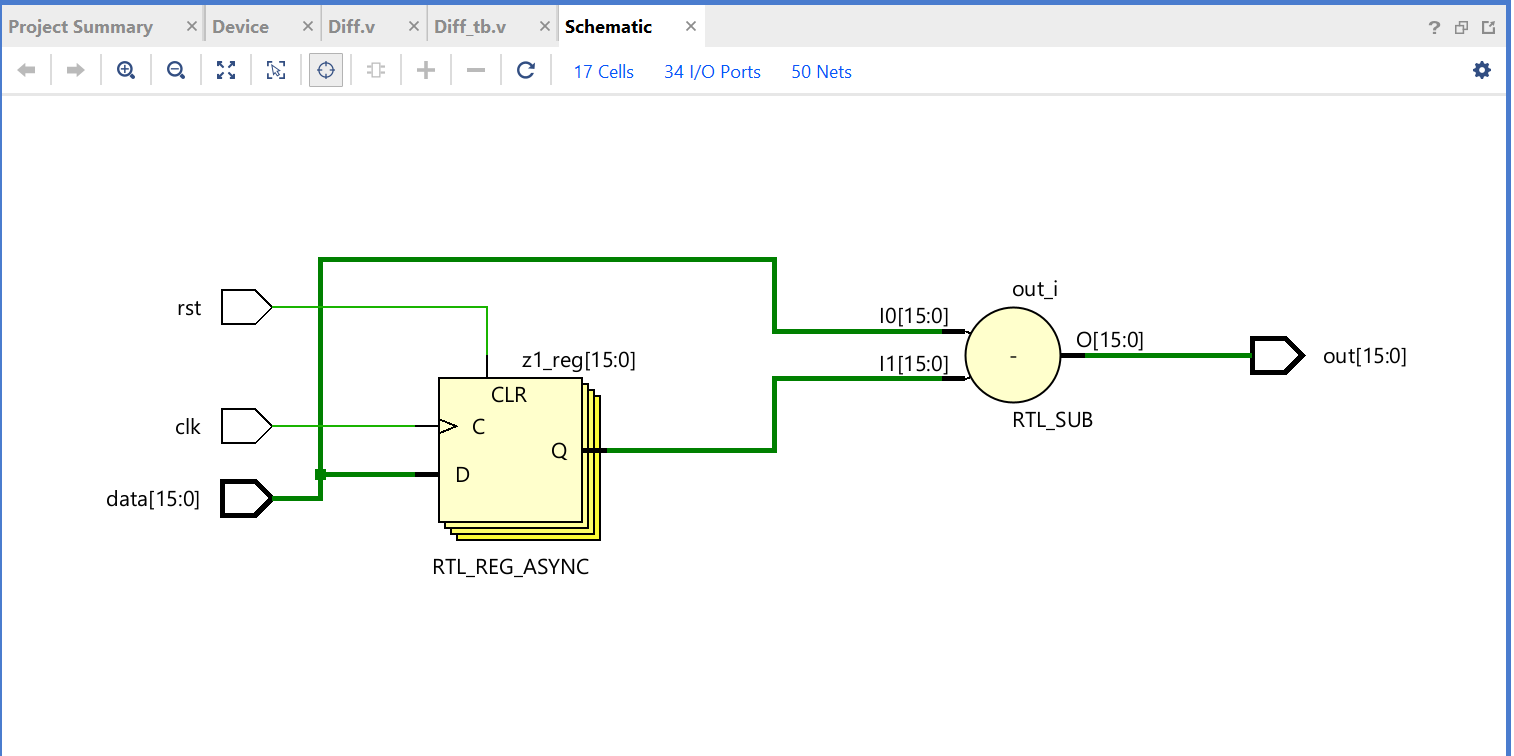 Project Summary Device Diff.v Diff_tb.v Schematic ?
17 Cells 34 I/O Ports 50 Nets
rst
clk
data[15:0]
z1_reg[15:0]
CLR
C
Q
D
RTL_REG_ASYNC
out_i
I0[15:0]
I1[15:0]
-
O[15:0]
RTL_SUB
out[15:0]